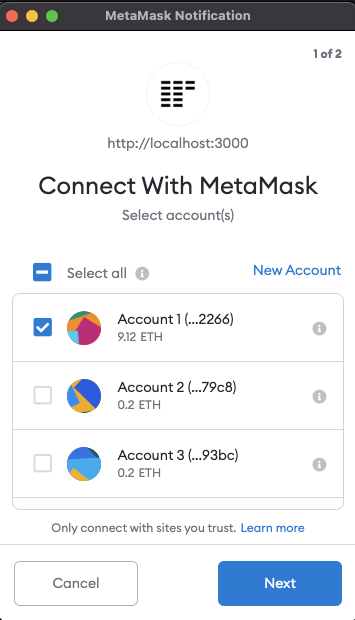 MetaMask Notification
1 of 2
http://localhost:3000
Connect With MetaMask
Select account(s)
Select all
New Account
Account 1 (...2266)
9.12 ETH
Account 2 (...79c8)
0.2 ETH
Account 3 (...93bc)
0.2 ETH
Only connect with sites you trust. Learn more
Cancel
Next